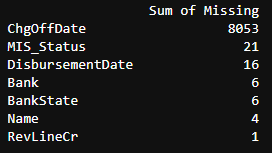 Sum of Missing
ChgOffDate 8053
MIS_Status 21
DisbursementDate 16
Bank 6
BankState 6
Name 4
RevLineCr 1